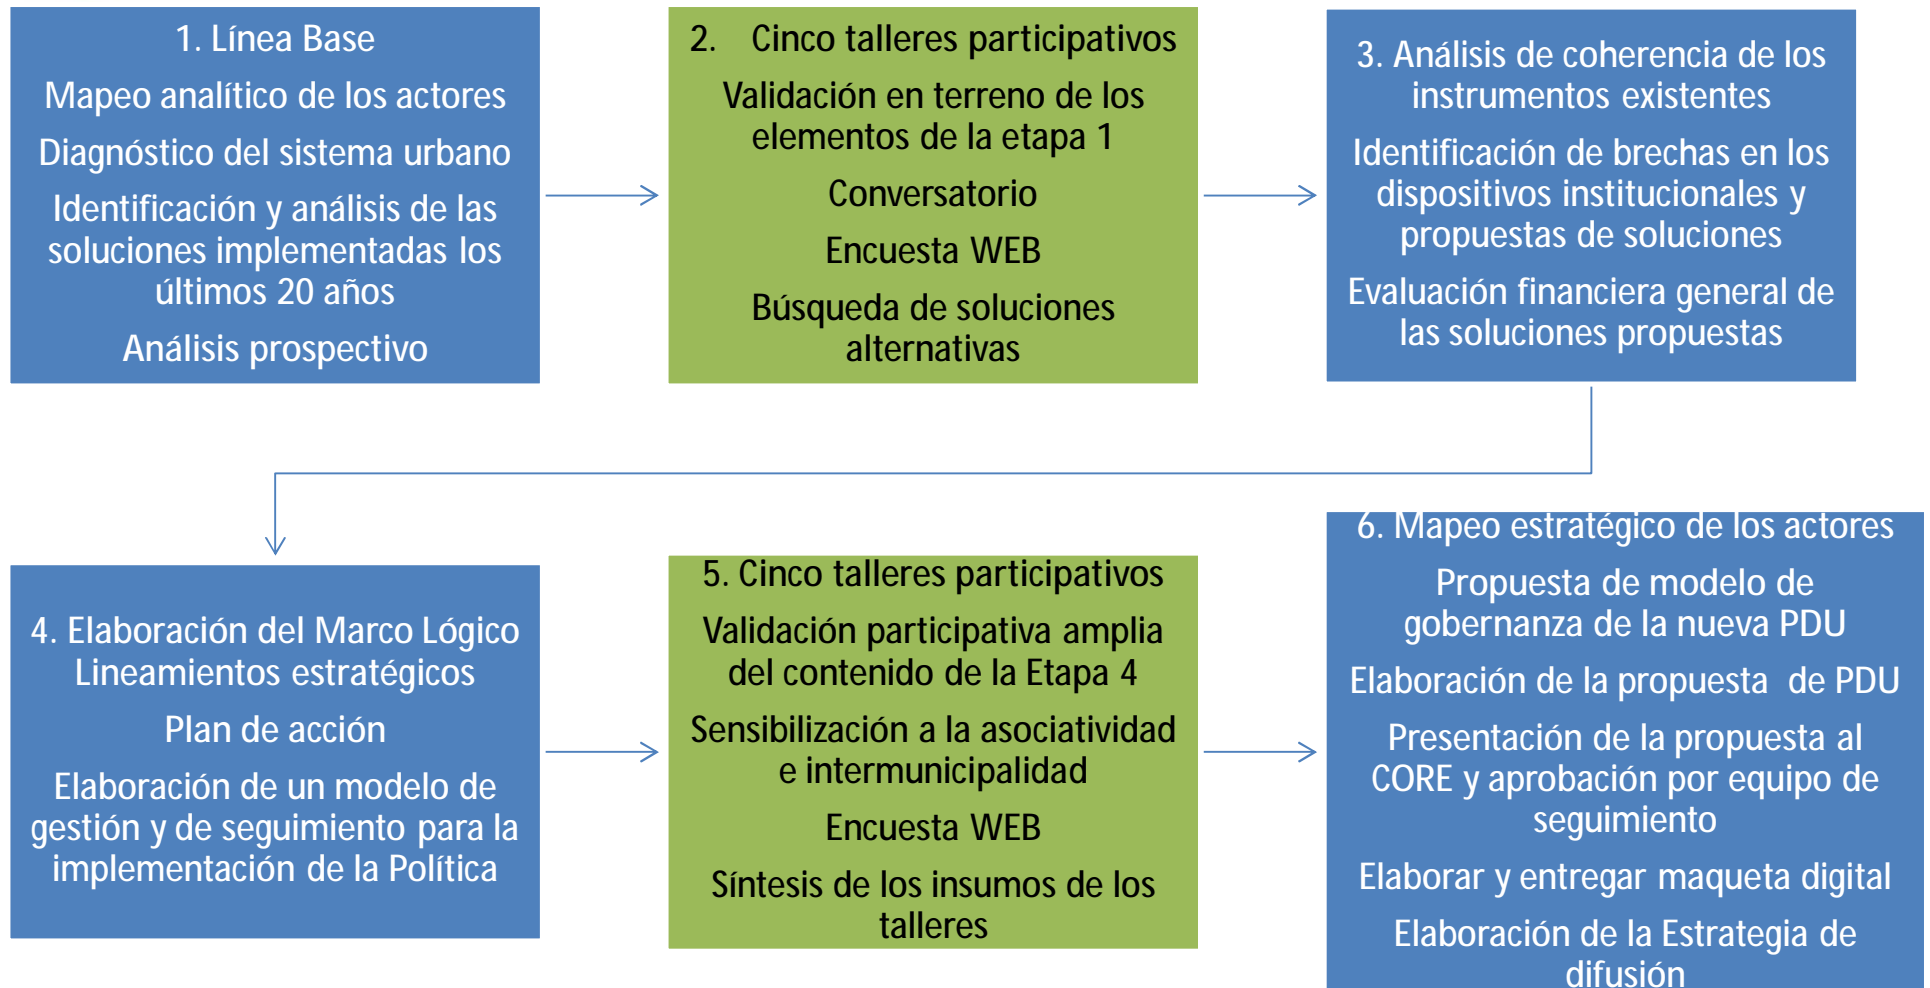 1. Línea Base
Mapeo analítico de los actores
Diagnóstico del sistema urbano
Identificación y análisis de las
soluciones implementadas los
últimos 20 años
Análisis prospectivo
2. Cinco talleres participativos
Validación en terreno de los
elementos de la etapa 1
Conversatorio
Encuesta WEB
Búsqueda de soluciones
alternativas
3. Análisis de coherencia de los
instrumentos existentes
Identificación de brechas en los
dispositivos institucionales y
propuestas de soluciones
Evaluación financiera general de
las soluciones propuestas
4. Elaboración del Marco Lógico
Lineamientos estratégicos
Plan de acción
Elaboración de un modelo de
gestión y de seguimiento para la
implementación de la Política
5. Cinco talleres participativos
Validación participativa amplia
del contenido de la Etapa 4
Sensibilización a la asociatividad
e intermunicipalidad
Encuesta WEB
Síntesis de los insumos de los
talleres
6. Mapeo estratégico de los actores
Propuesta de modelo de
gobernanza de la nueva PDU
Elaboración de la propuesta de PDU
Presentación de la propuesta al
CORE y aprobación por equipo de
seguimiento
Elaborar y entregar maqueta digital
Elaboración de la Estrategia de
difusión